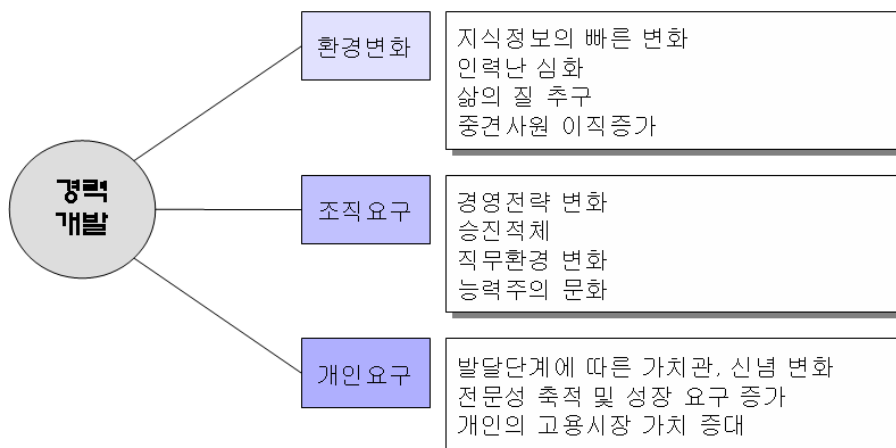 경력
개발
환경변화
지식정보의 빠른 변화
인력난 심화
삶의 질 추구
중견사원 이직증가
조직요구
경영전략 변화
승진적체
직무환경 변화
능력주의 문화
개인요구
발달단계에 따른 가치관, 신념 변화
전문성 축적 및 성장 요구 증가
개인의 고용시장 가치 증대